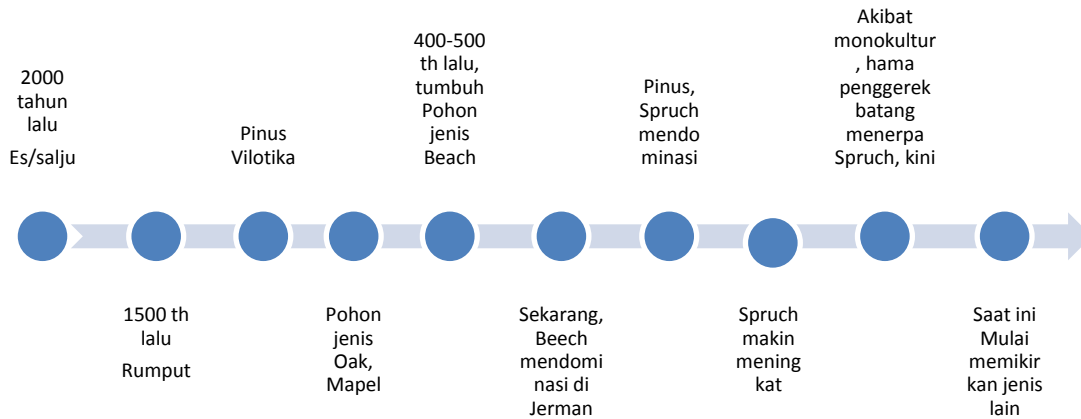 2000
tahun
lalu
Es/salju
1500 th
lalu
Rumput
Pinus
Vilotika
Pohon
jenis
Oak,
Mapel
400-500
th lalu,
tumbuh
Pohon
jenis
Beach
Sekarang,
Beech
mendomi
nasi di
Jerman
Pinus,
Spruch
mendo
minasi
Spruch
makin
mening
kat
Akibat
monokultur
, hama
penggerek
batang
menerpa
Spruch, kini
Saat ini
Mulai
memikir
kan jenis
lain